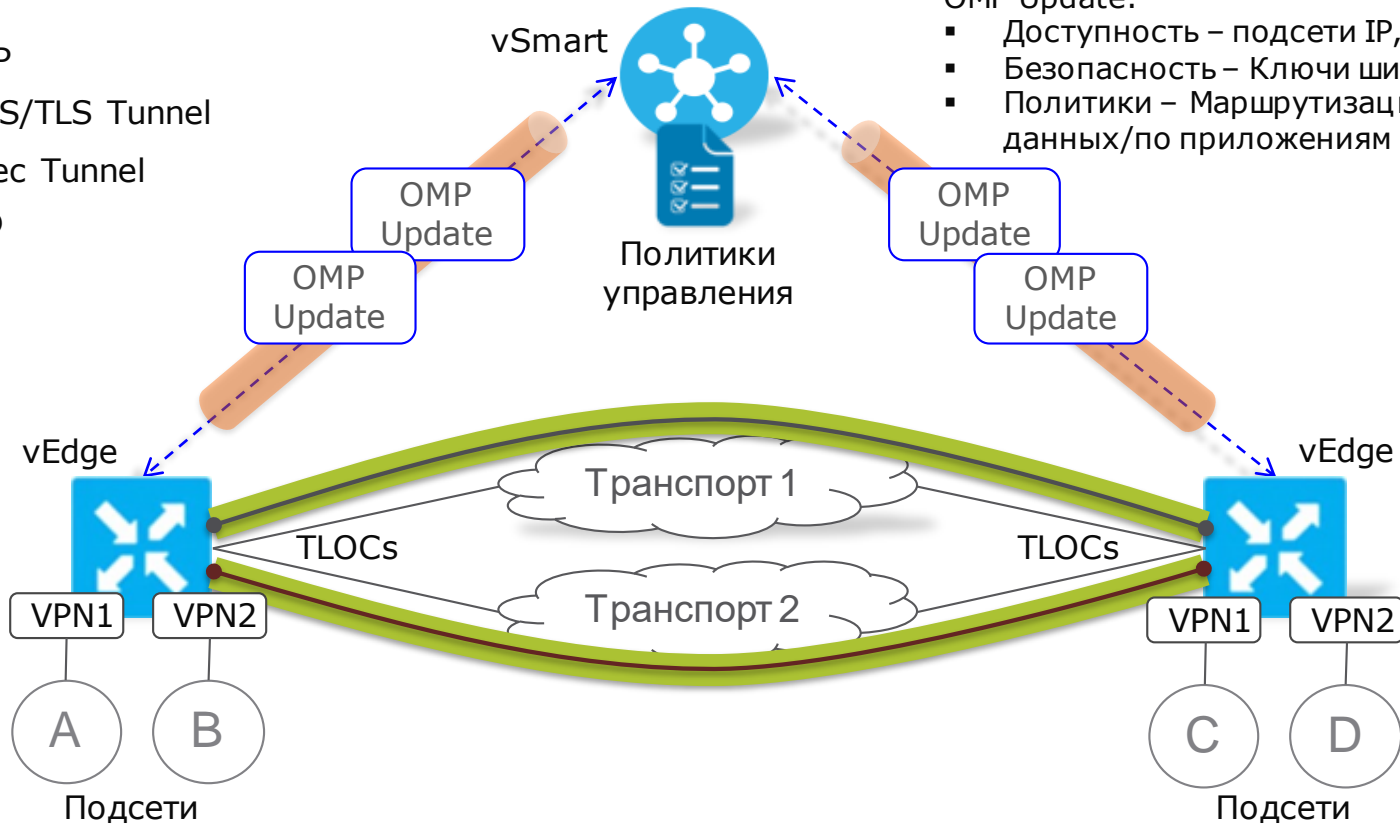 vSmart
OMP Update:
▪ Доступность – подсети IP,
▪ Безопасность – Ключи
▪ Политики –
данных/по приложениям
S/TLS Tunnel
ec Tunnel
OMP
Update
OMP
Update
OMP
Update
OMP
Update
Политики
управления
vEdge
vEdge
Транспорт 1
TLOCs
TLOCs
Транспорт 2
VPN1
VPN2
VPN1
VPN2
A
B
C
D
Подсети
Подсети